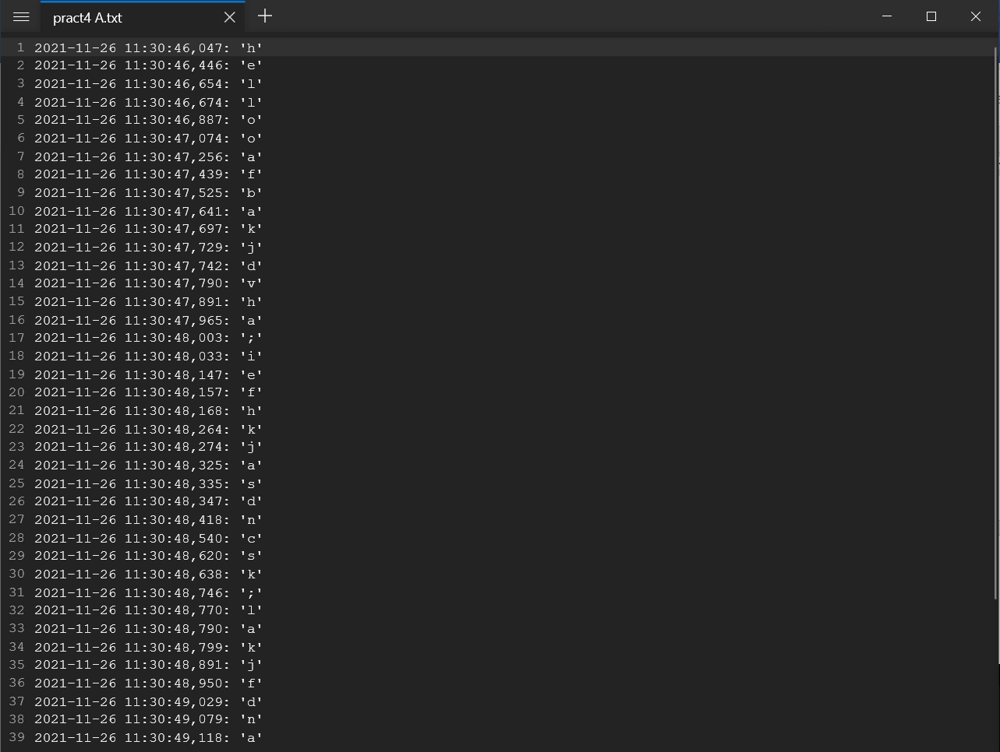 pract4 A.txt
1 2021-11-26 11:30:46,047: 'h'
2 2021-11-26 11:30:46,446: 'e'
3 2021-11-26 11:30:46,654: 'l'
4 2021-11-26 11:30:46,674: 'l'
5 2021-11-26 11:30:46,887: 'o'
6 2021-11-26 11:30:47,074: 'o'
7 2021-11-26 11:30:47,256: 'a'
8 2021-11-26 11:30:47,439: 'f'
9 2021-11-26 11:30:47,525: 'b'
10 2021-11-26 11:30:47,641: 'a'
11 2021-11-26 11:30:47,697: 'k'
12 2021-11-26 11:30:47,729: 'j'
13 2021-11-26 11:30:47,742: 'd'
14 2021-11-26 11:30:47,790: 'v'
15 2021-11-26 11:30:47,891: 'h'
16 2021-11-26 11:30:47,965: 'a'
17 2021-11-26 11:30:48,003: ';'
18 2021-11-26 11:30:48,033: 'i'
19 2021-11-26 11:30:48,147: 'e'
20 2021-11-26 11:30:48,157: 'f'
21 2021-11-26 11:30:48,168: 'h'
22 2021-11-26 11:30:48,264: 'k'
23 2021-11-26 11:30:48,274: 'j'
24 2021-11-26 11:30:48,325: 'a'
25 2021-11-26 11:30:48,335: 's'
26 2021-11-26 11:30:48,347: 'd'
27 2021-11-26 11:30:48,418: 'n'
28 2021-11-26 11:30:48,540: 'c'
29 2021-11-26 11:30:48,620: 's'
30 2021-11-26 11:30:48,638: 'k'
31 2021-11-26 11:30:48,746: ';'
32 2021-11-26 11:30:48,770: 'l'
33 2021-11-26 11:30:48,790: 'a'
34 2021-11-26 11:30:48,799: 'k'
35 2021-11-26 11:30:48,891: 'j'
36 2021-11-26 11:30:48,950: 'f'
37 2021-11-26 11:30:49,029: 'd'
38 2021-11-26 11:30:49,079: 'n'
39 2021-11-26 11:30:49,118: 'a'